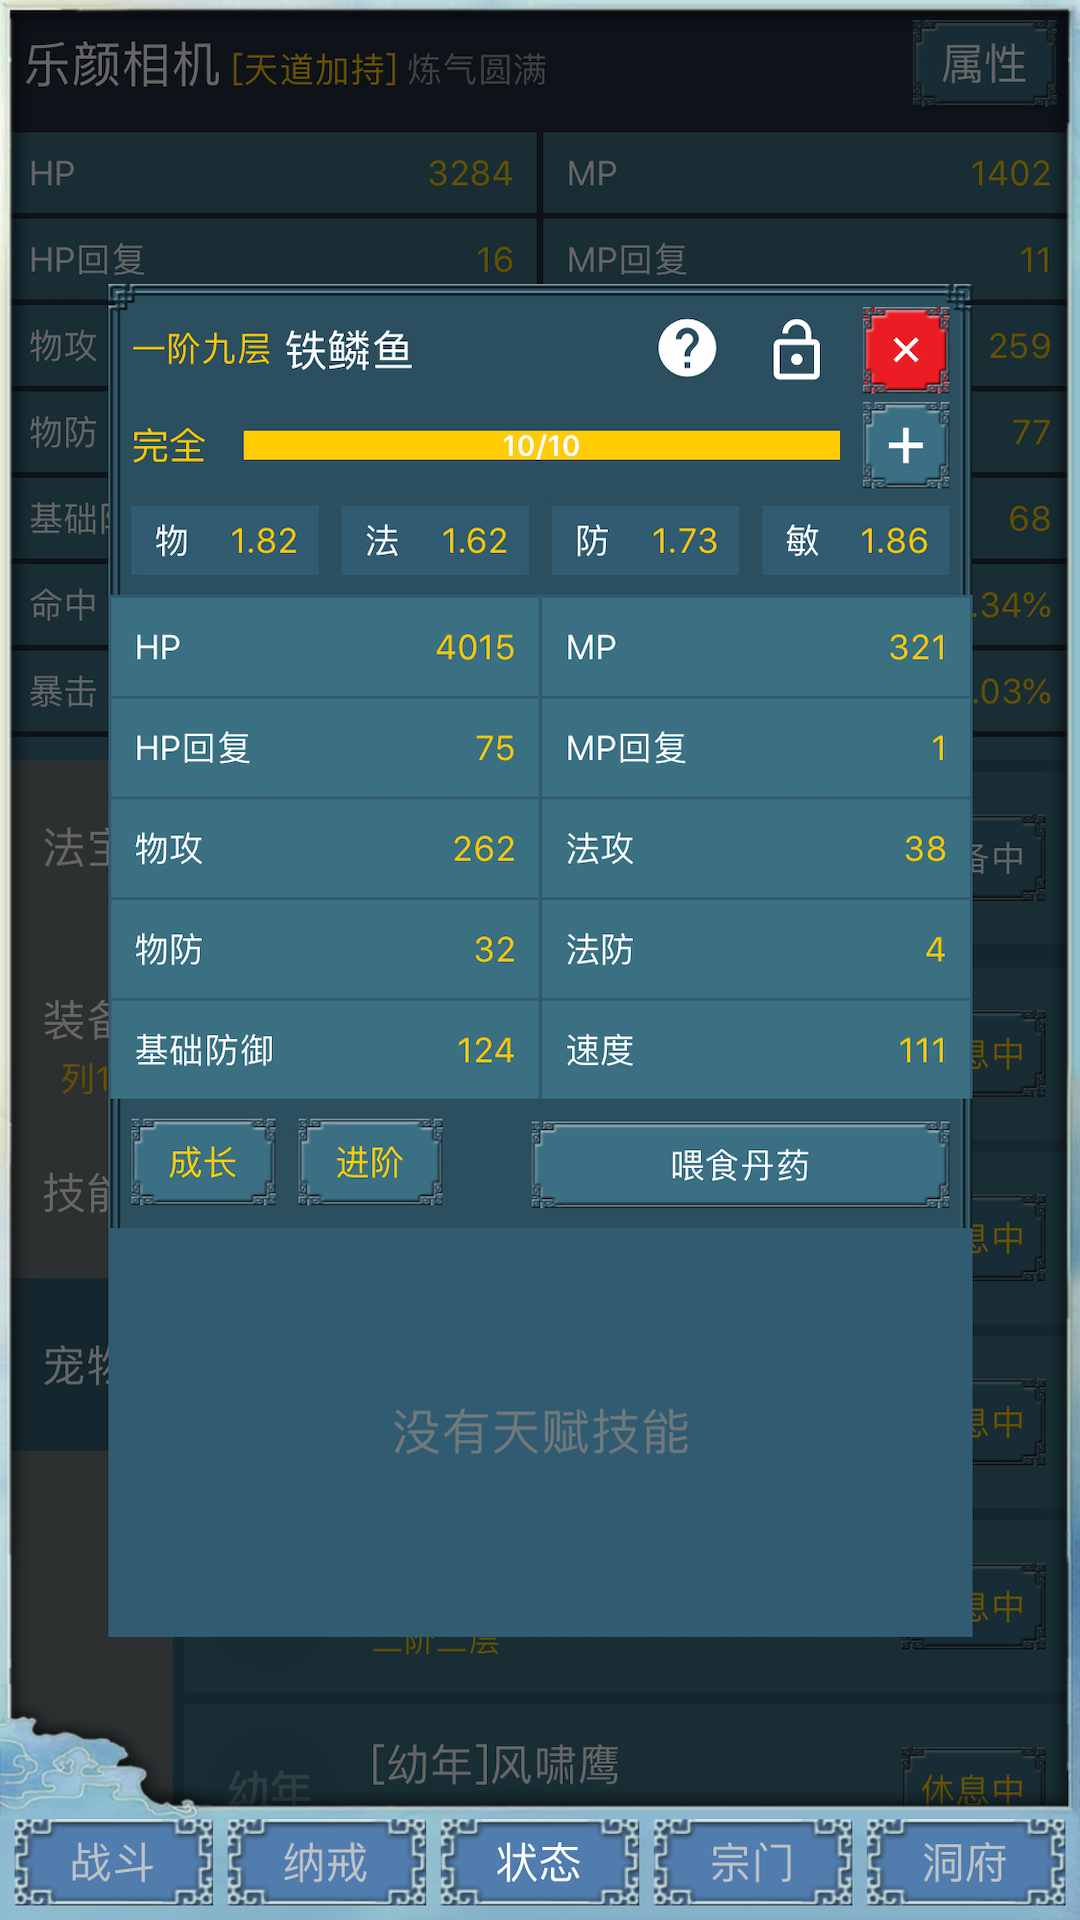 乐颜相机 [天道加持] 炼气圆满 属性
HP 3284 MP 1402
HP回复 16 MP回复 11
物攻 259
物防 77
基础防 68
命中 .34%
暴击 .03%
一阶九层 铁鳞鱼
完全 10/10
物 1.82 法 1.62 防 1.73 敏 1.86
HP 4015 MP 321
HP回复 75 MP回复 1
物攻 262 法攻 38
物防 32 法防 4
基础防御 124 速度 111
成长 进阶 喂食丹药
没有天赋技能
法宝 备中
装备 息中
列1
技能 息中
宠物 息中
息中
二阶二层
幼年 [幼年]风啸鹰 休息中
战斗 纳戒 状态 宗门 洞府